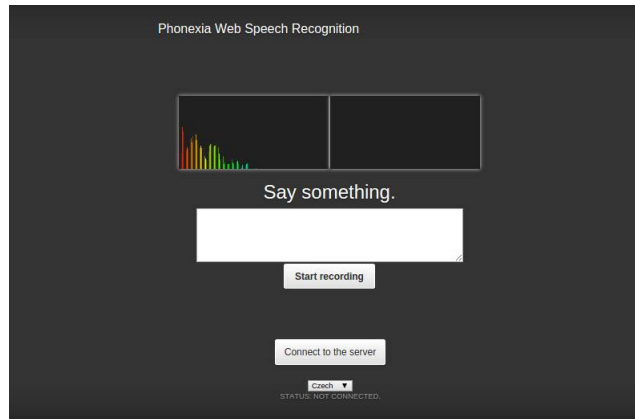 Phonexia Web Speech Recognition
Say something.
Start recording
Connect to the server
Czech ▼
STATUS: NOT CONNECTED.